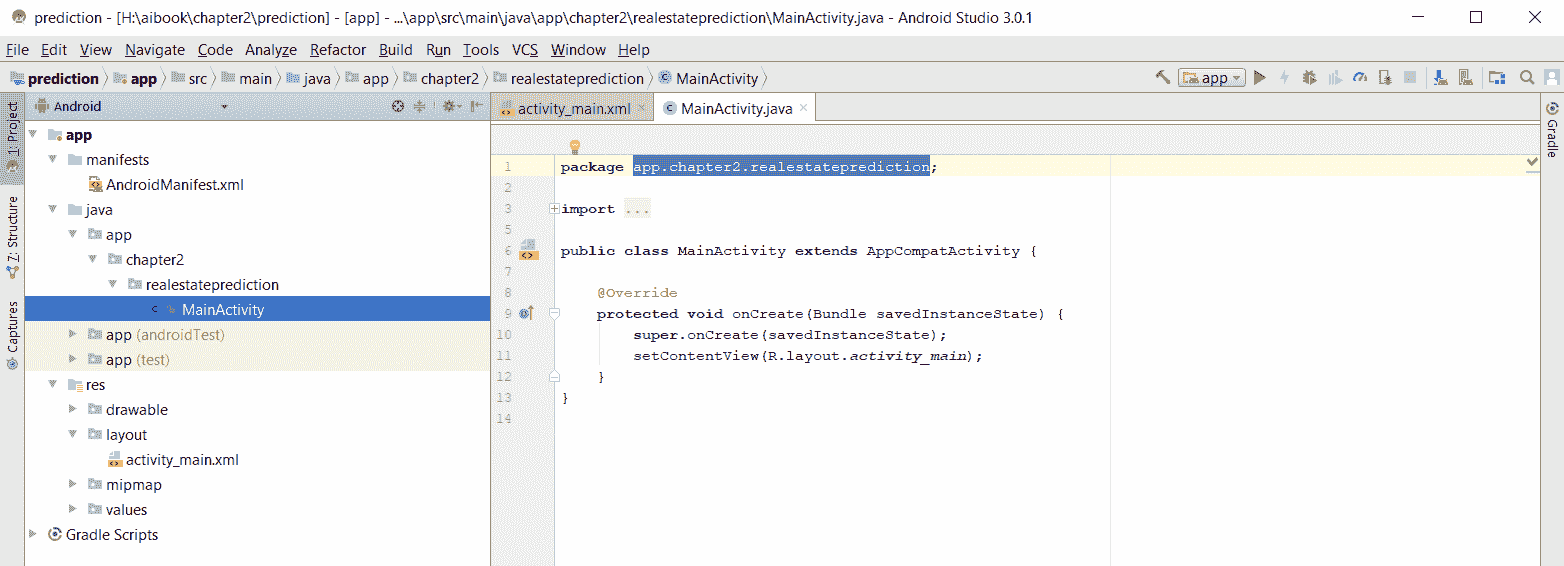 prediction - [H:\aibook\chapter2\prediction] - [app] - ...\app\src\main\java\app\chapter2\realestateprediction\MainActivity.java - Android Studio 3.0.1
File Edit View Navigate Code Analyze Refactor Build Run Tools VCS Window Help
prediction app src main java app chapter2 realestateprediction MainActivity app
1: Project
Z: Structure
Captures
Android
app
manifests
AndroidManifest.xml
java
app
chapter2
realestateprediction
MainActivity
app (androidTest)
app (test)
res
drawable
layout
activity_main.xml
mipmap
values
Gradle Scripts
activity_main.xml MainActivity.java
1 package app.chapter2.realestateprediction;
2
3 import ...
5
6 public class MainActivity extends AppCompatActivity {
7
8 @Override
9 protected void onCreate(Bundle savedInstanceState) {
10 super.onCreate(savedInstanceState);
11 setContentView(R.layout.activity_main);
12 }
13 }
14
Gradle